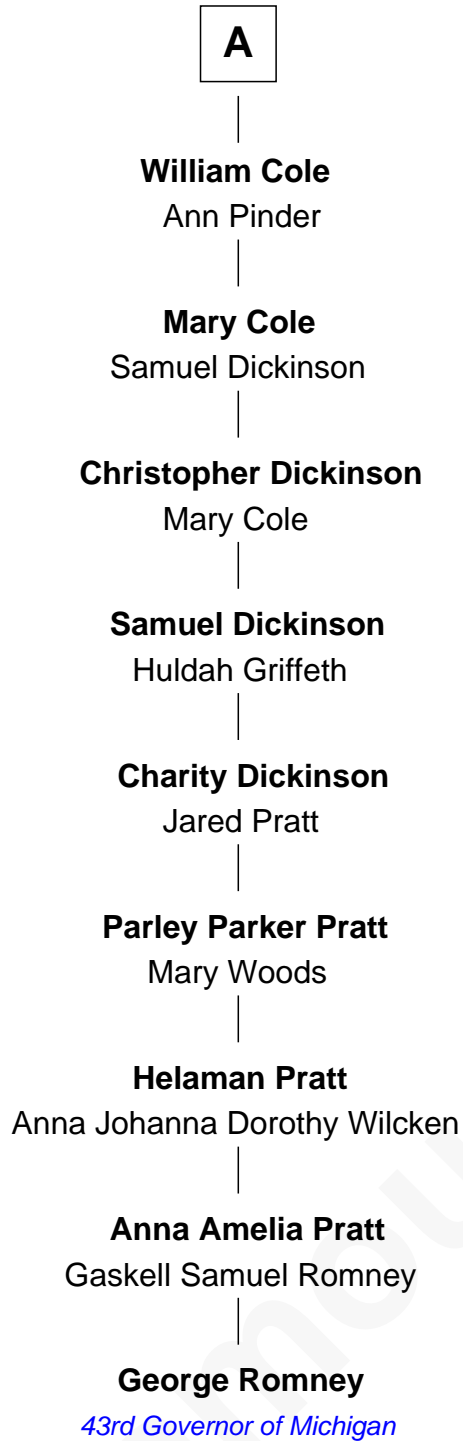 A
William Cole
Ann Pinder
Mary Cole
Samuel Dickinson
Christopher Dickinson
Mary Cole
Samuel Dickinson
Huldah Griffeth
Charity Dickinson
Jared Pratt
Parley Parker Pratt
Mary Woods
Helaman Pratt
Anna Johanna Dorothy Wilcken
Anna Amelia Pratt
Gaskell Samuel Romney
George Romney
43rd Governor of Michigan